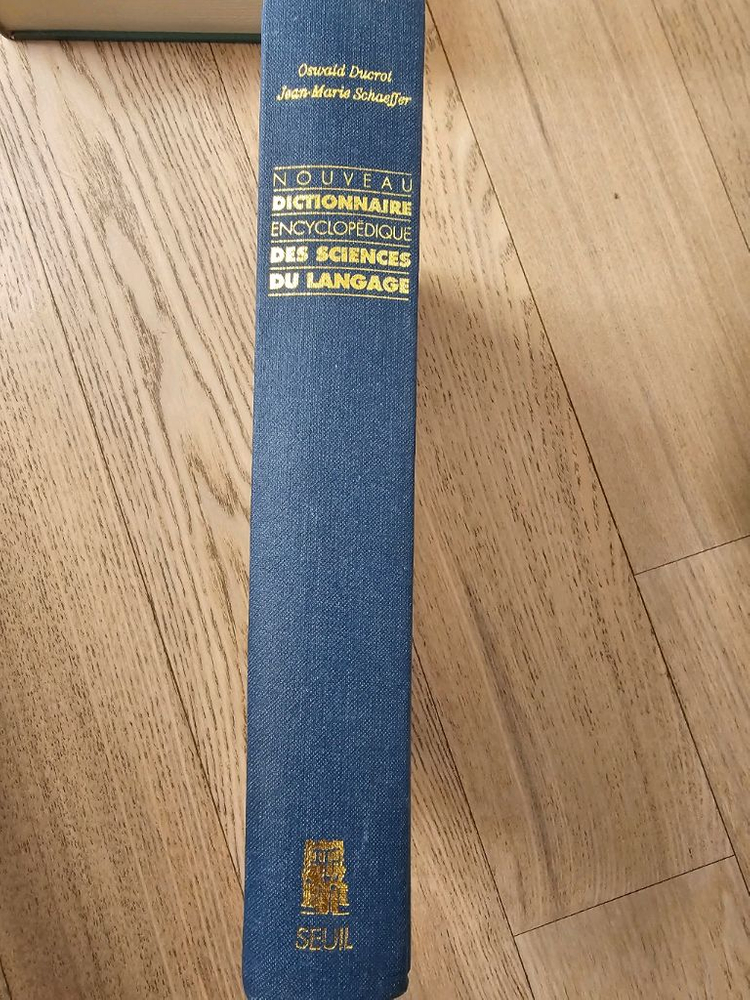 Oswald Ducrot
Jean-Marie Schaeffer
NOUVEAU
DICTIONNAIRE
ENCYCLOPÉDIQUE
DES SCIENCES
DU LANGAGE
SEUIL